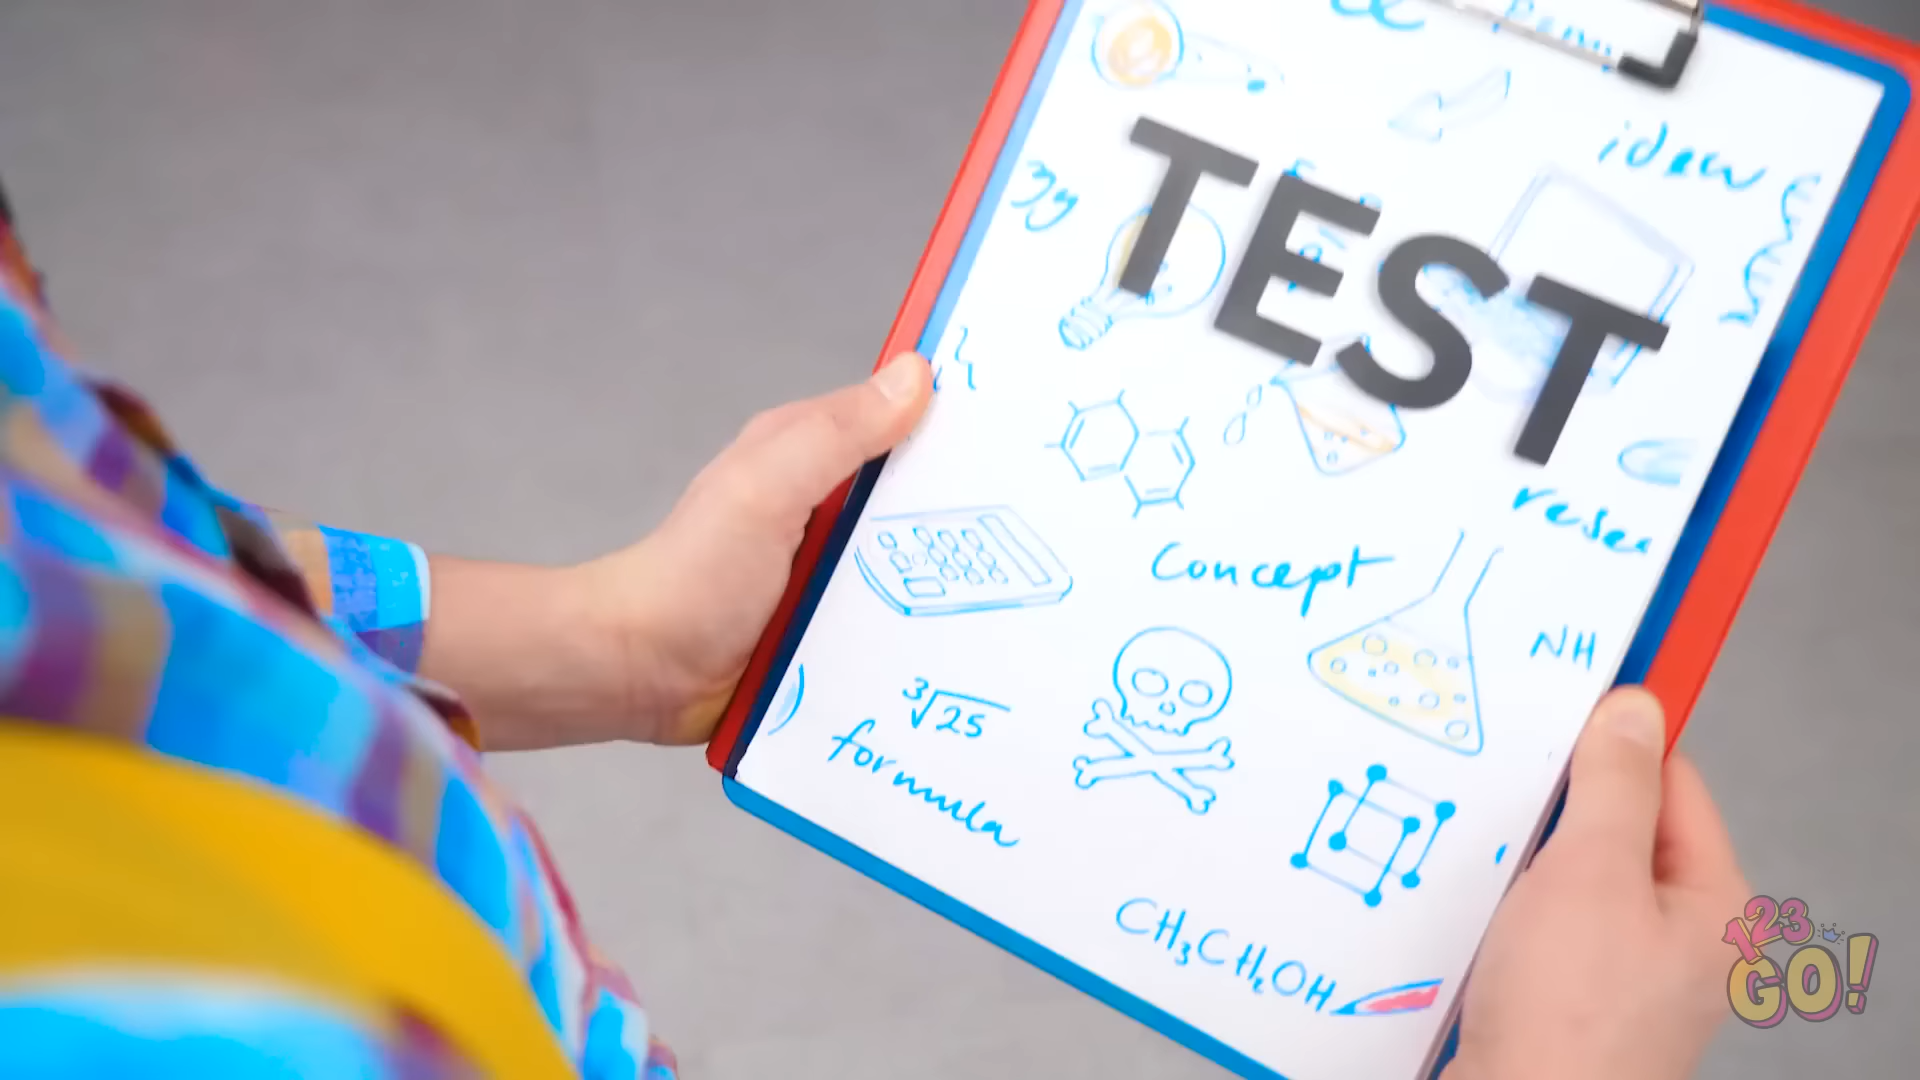 idea
TEST
Concept
NH
∛25
formula
CH₃CH₂OH
123
GO!